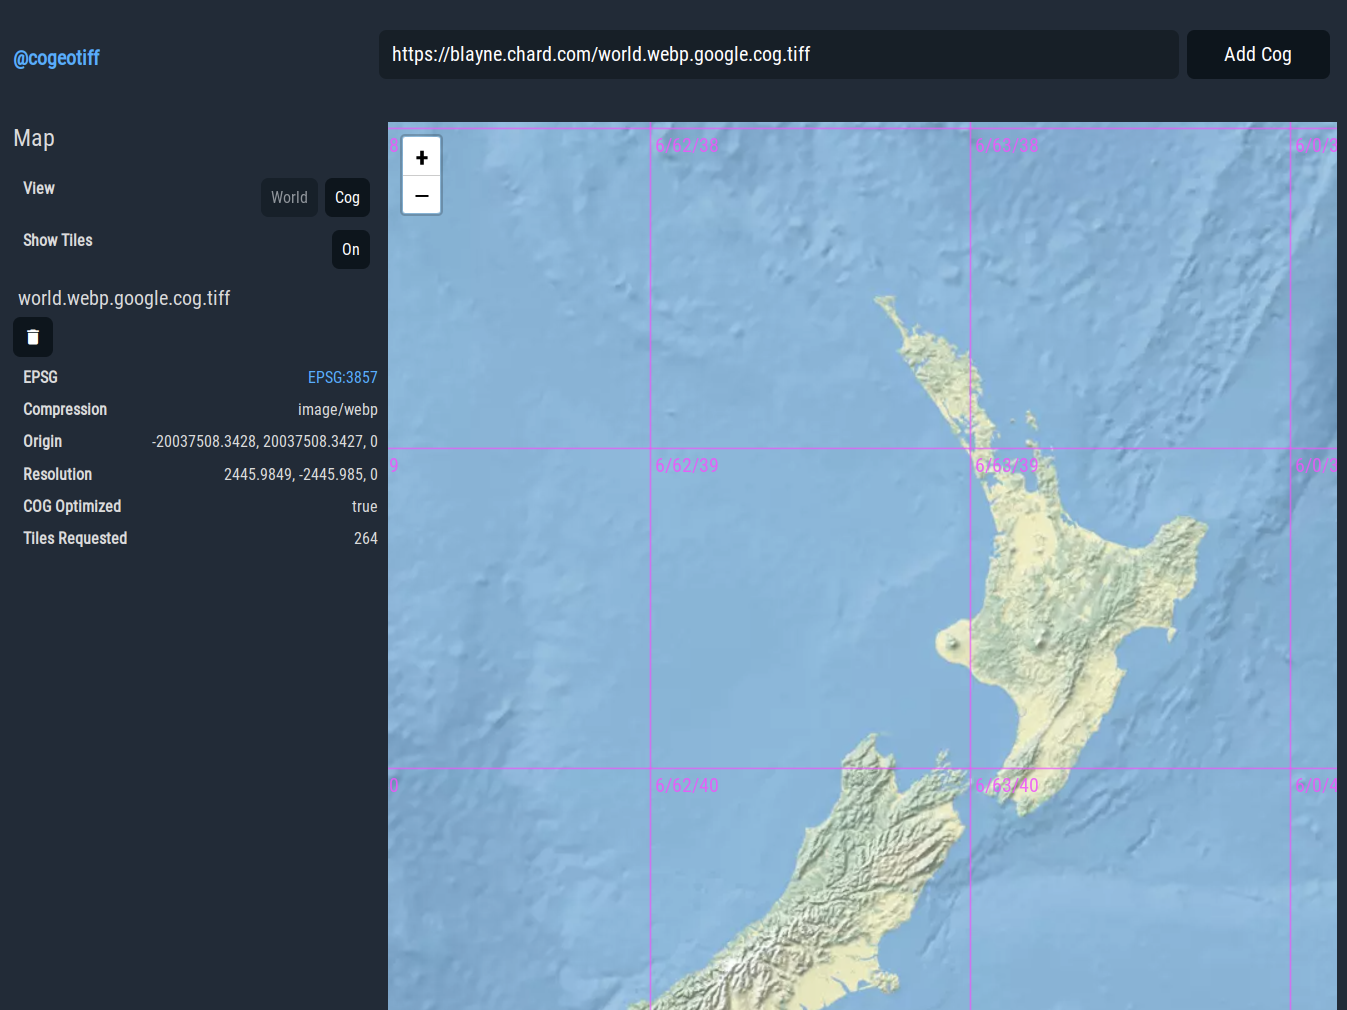 @cogeotiff
https://blayne.chard.com/world.webp.google.cog.tiff
Add Cog
Map
View
World
Cog
Show Tiles
On
world.webp.google.cog.tiff
EPSG
EPSG:3857
Compression
image/webp
Origin
-20037508.3428, 20037508.3427, 0
Resolution
2445.9849, -2445.985, 0
COG Optimized
true
Tiles Requested
264
+
−
8
6/62/38
6/63/38
6/0/3
9
6/62/39
6/63/39
6/0/3
0
6/62/40
6/63/40
6/0/4